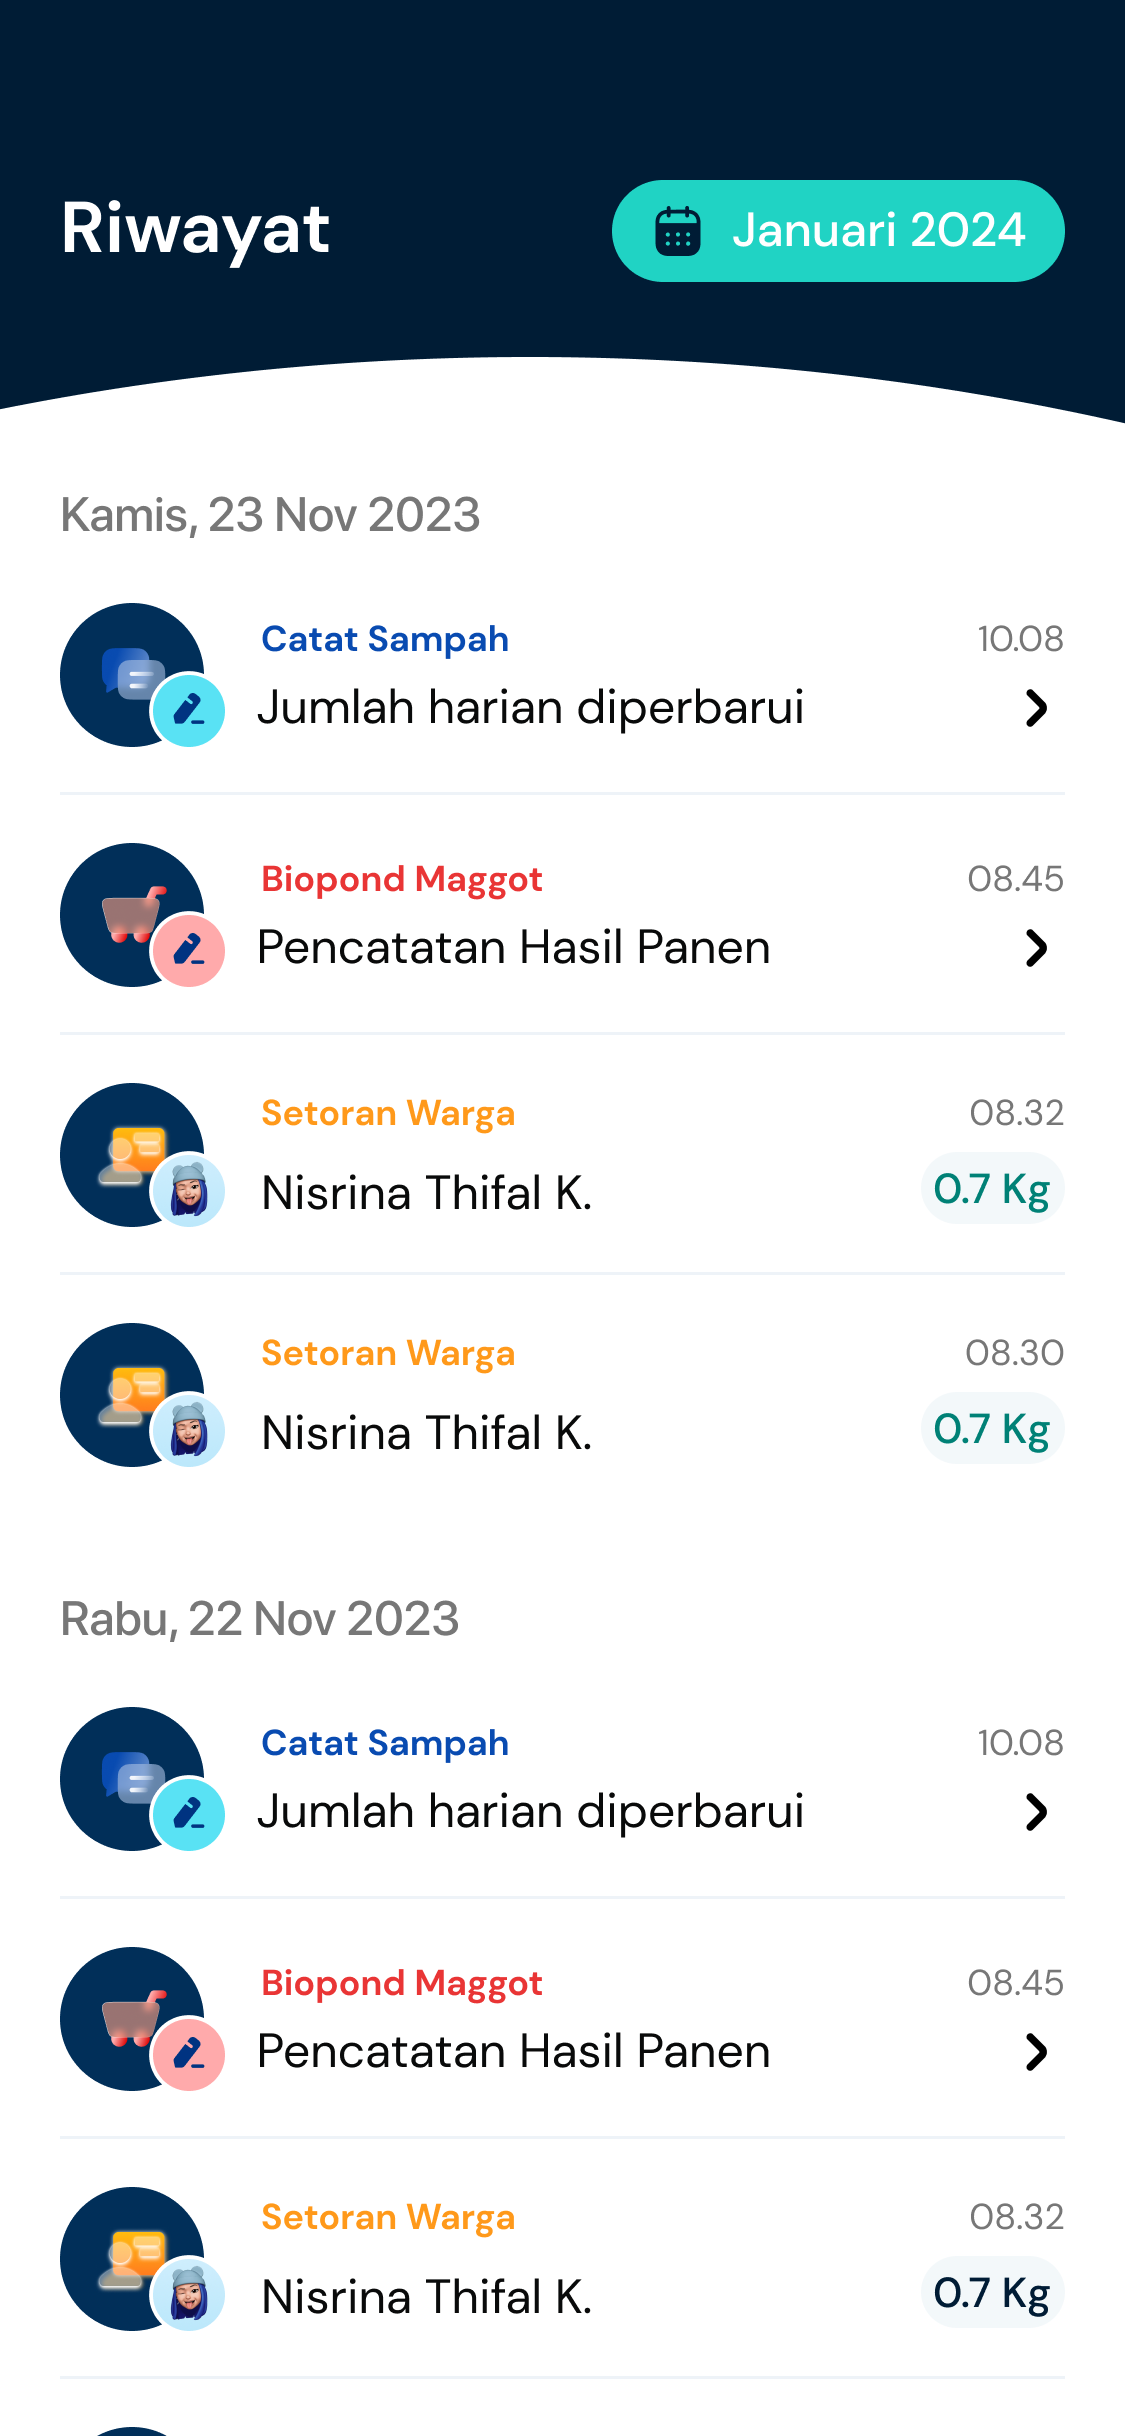 Riwayat
Januari 2024
Kamis, 23 Nov 2023
Catat Sampah
10.08
Jumlah harian diperbarui
Biopond Maggot
08.45
Pencatatan Hasil Panen
Setoran Warga
08.32
Nisrina Thifal K.
0.7 Kg
Setoran Warga
08.30
Nisrina Thifal K.
0.7 Kg
Rabu, 22 Nov 2023
Catat Sampah
10.08
Jumlah harian diperbarui
Biopond Maggot
08.45
Pencatatan Hasil Panen
Setoran Warga
08.32
Nisrina Thifal K.
0.7 Kg